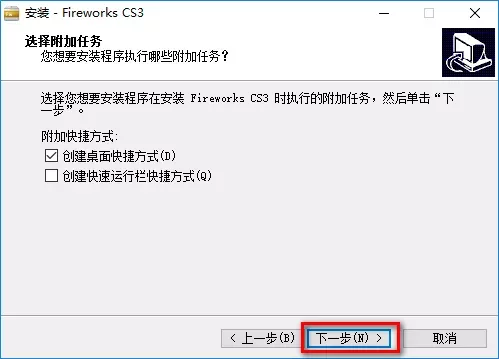 安装 - Fireworks CS3
选择附加任务
您想要安装程序执行哪些附加任务？
选择您想要安装程序在安装 Fireworks CS3 时执行的附加任务，然后单击“下
一步”。
附加快捷方式:
创建桌面快捷方式(D)
创建快速运行栏快捷方式(Q)
< 上一步(B)
下一步(N) >
取消